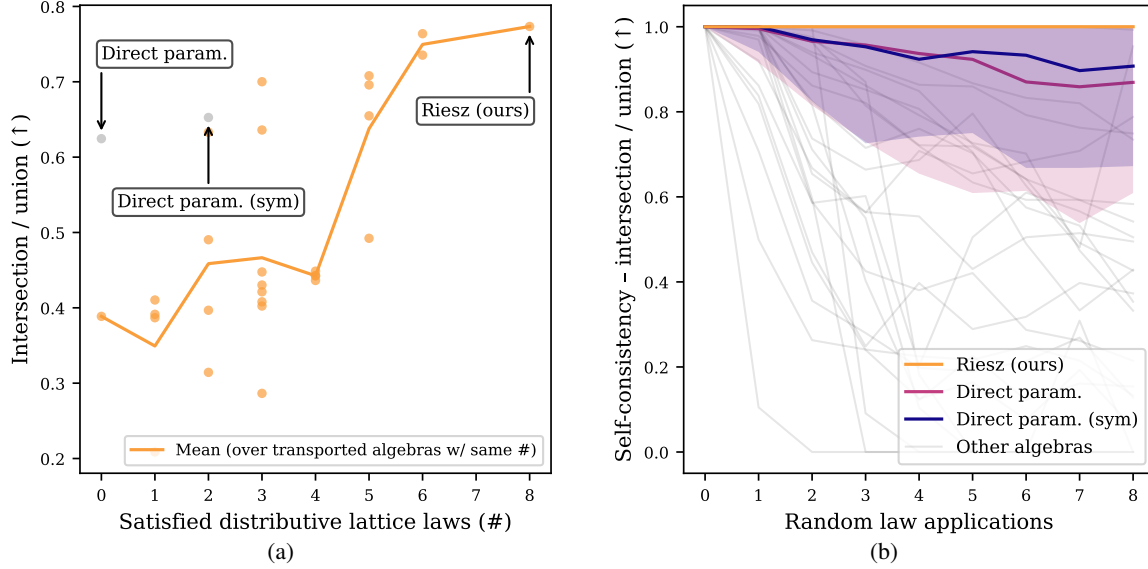 Intersection / union (↑)
0.8
0.7
0.6
0.5
0.4
0.3
0.2
Direct param.
Riesz (ours)
Direct param. (sym)
Mean (over transported algebras w/ same #)
0 1 2 3 4 5 6 7 8
Satisfied distributive lattice laws (#)
(a)
Self-consistency – intersection / union (↑)
1.0
0.8
0.6
0.4
0.2
0.0
Riesz (ours)
Direct param.
Direct param. (sym)
Other algebras
0 1 2 3 4 5 6 7 8
Random law applications
(b)